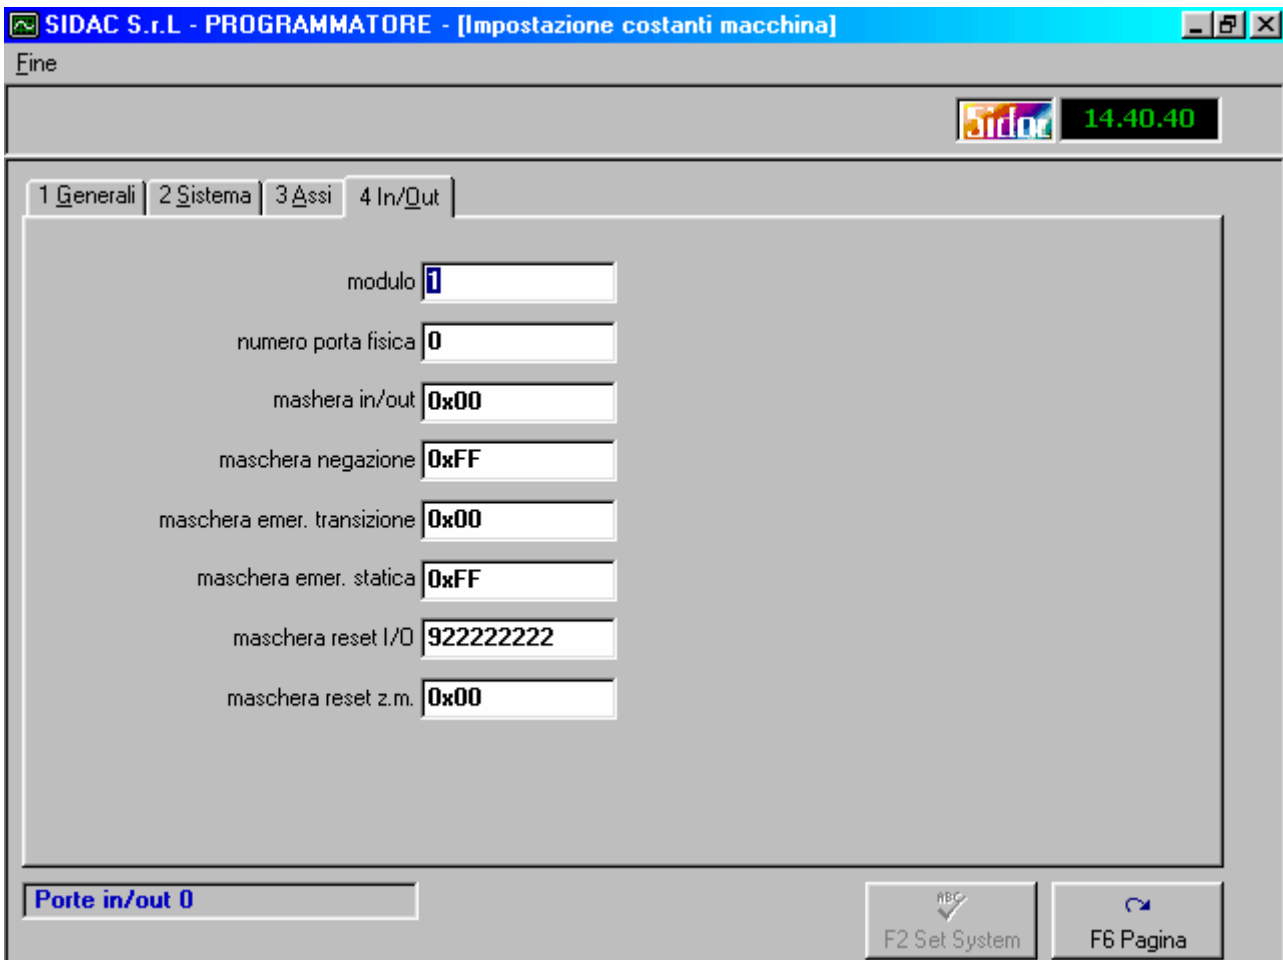 SIDAC S.r.L - PROGRAMMATORE - [Impostazione costanti macchina]
Fine
Sidac 14.40.40
1 Generali 2 Sistema 3 Assi 4 In/Out
modulo 1
numero porta fisica 0
mashera in/out 0x00
maschera negazione 0xFF
maschera emer. transizione 0x00
maschera emer. statica 0xFF
maschera reset I/O 922222222
maschera reset z.m. 0x00
Porte in/out 0
ABC
F2 Set System F6 Pagina